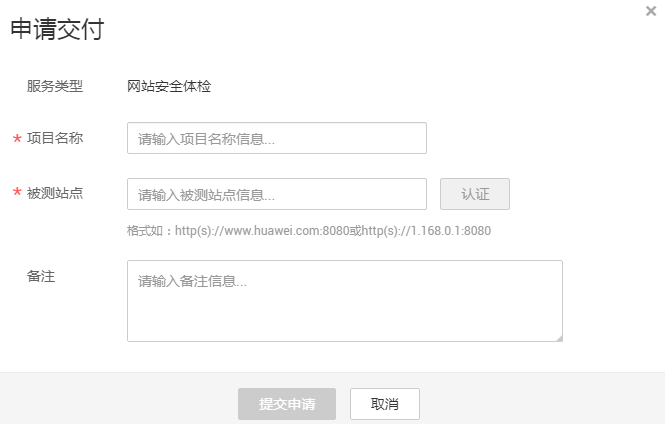 申请交付
服务类型 网站安全体检
* 项目名称 请输入项目名称信息...
* 被测站点 请输入被测站点信息... 认证
格式如：http(s)://www.huawei.com:8080或http(s)://1.168.0.1:8080
备注 请输入备注信息...
提交申请 取消